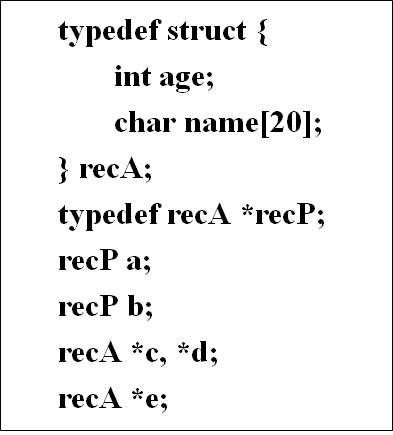 typedef struct {
int age;
char name[20];
} recA;
typedef recA *recP;
recP a;
recP b;
recA *c, *d;
recA *e;